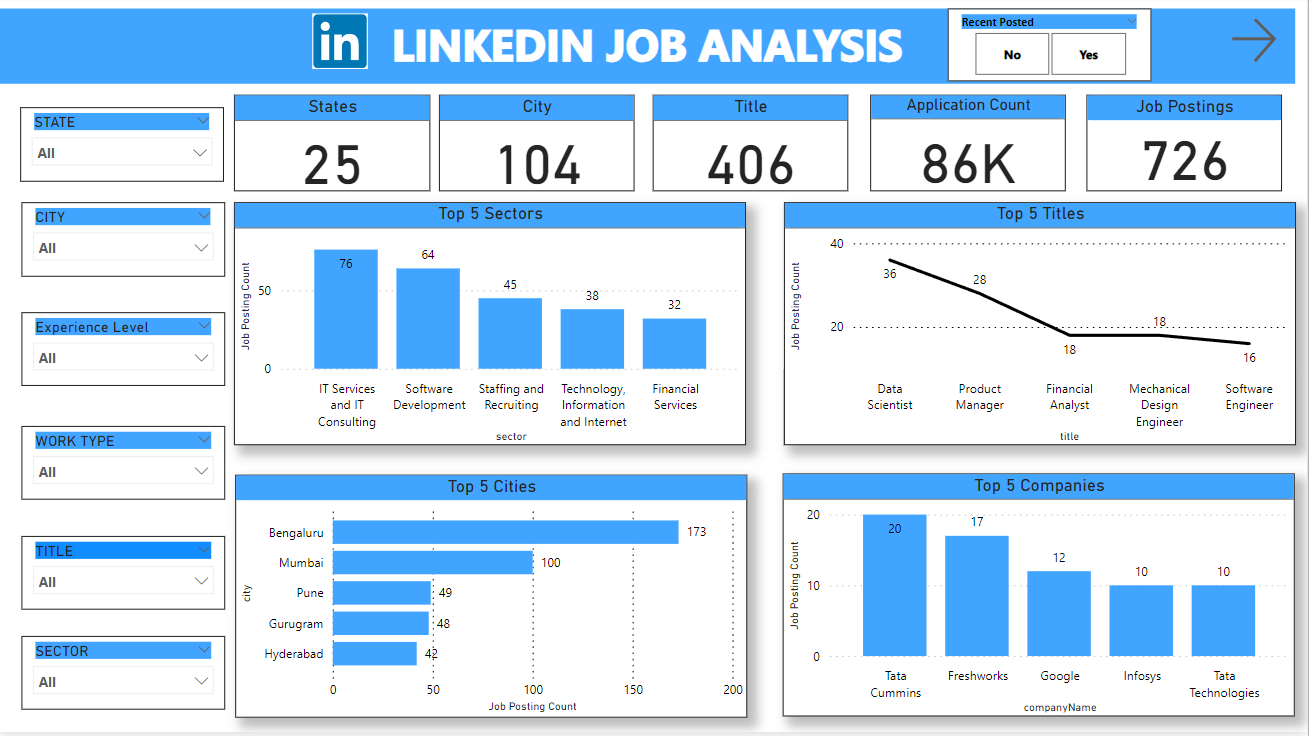 in LINKEDIN JOB ANALYSIS
Recent Posted
No Yes
STATE
All
CITY
All
Experience Level
All
WORK TYPE
All
TITLE
All
SECTOR
All
States
25
City
104
Title
406
Application Count
86K
Job Postings
726
Top 5 Sectors
Job Posting Count
50
0
76
64
45
38
32
IT Services
and IT
Consulting
Software
Development
Staffing and
Recruiting
Technology,
Information
and Internet
Financial
Services
sector
Top 5 Titles
Job Posting Count
40
20
36
28
18
18
16
Data
Scientist
Product
Manager
Financial
Analyst
Mechanical
Design
Engineer
Software
Engineer
title
Top 5 Cities
city
Bengaluru 173
Mumbai 100
Pune 49
Gurugram 48
Hyderabad 42
0 50 100 150 200
Job Posting Count
Top 5 Companies
Job Posting Count
20
10
0
20
17
12
10
10
Tata
Cummins
Freshworks
Google
Infosys
Tata
Technologies
companyName